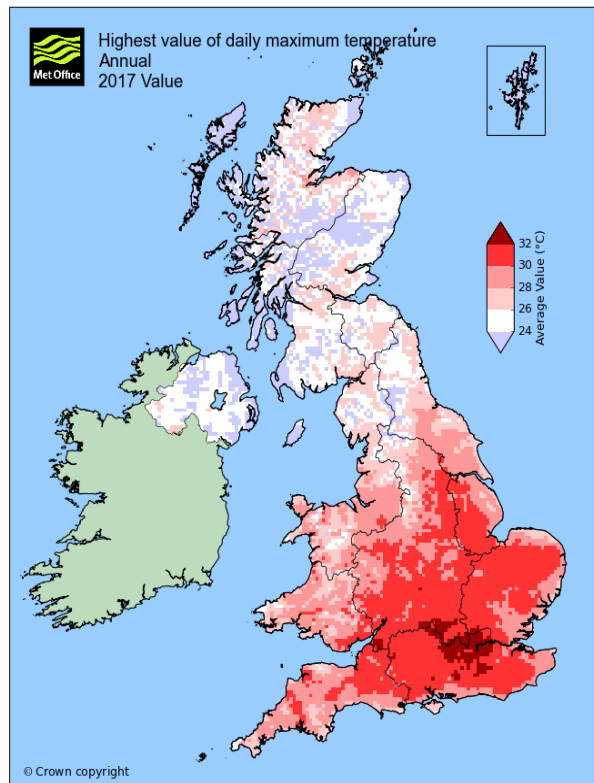 Met Office
Highest value of daily maximum temperature
Annual
2017 Value
32
30
28
26
24
Average Value (°C)
© Crown copyright